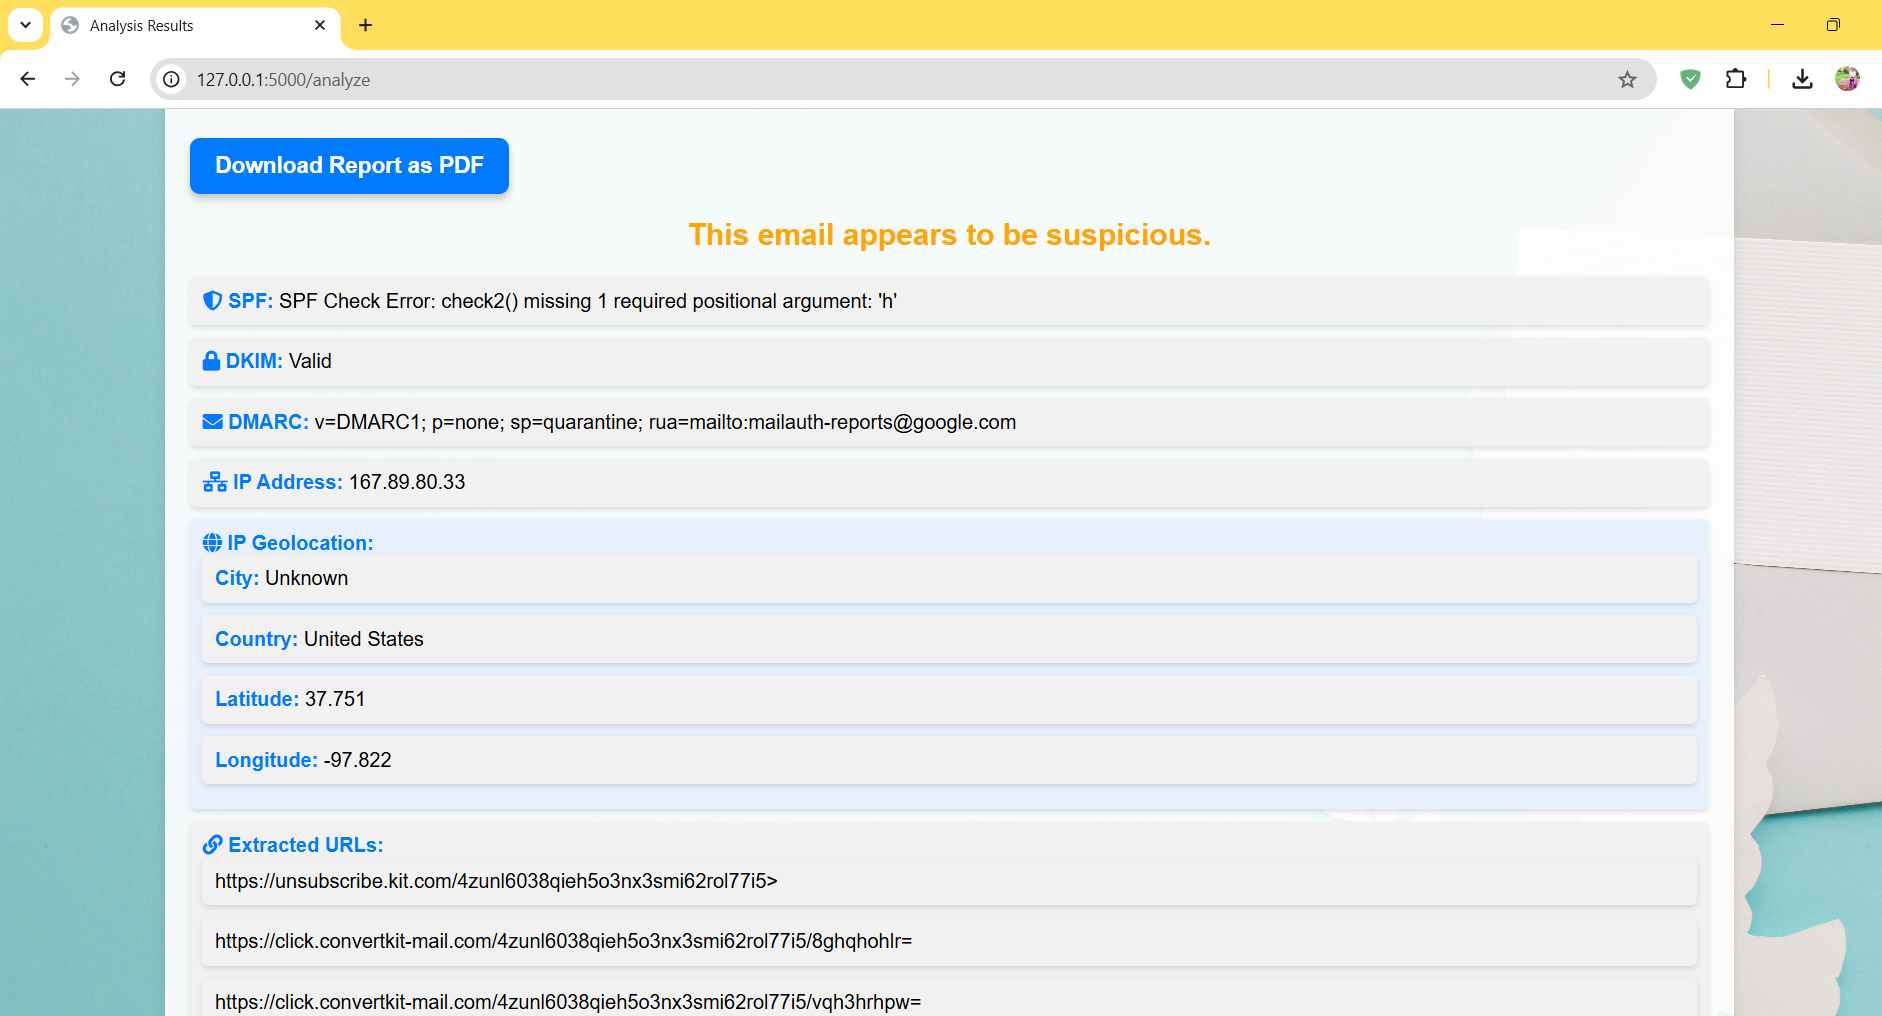 Analysis Results
127.0.0.1:5000/analyze
Download Report as PDF
This email appears to be suspicious.
SPF: SPF Check Error: check2() missing 1 required positional argument: 'h'
DKIM: Valid
DMARC: v=DMARC1; p=none; sp=quarantine; rua=mailto:mailauth-reports@google.com
IP Address: 167.89.80.33
IP Geolocation:
City: Unknown
Country: United States
Latitude: 37.751
Longitude: -97.822
Extracted URLs:
https://unsubscribe.kit.com/4zunl6038qieh5o3nx3smi62rol77i5>
https://click.convertkit-mail.com/4zunl6038qieh5o3nx3smi62rol77i5/8ghqhohlr=
https://click.convertkit-mail.com/4zunl6038qieh5o3nx3smi62rol77i5/vqh3hrhpw=